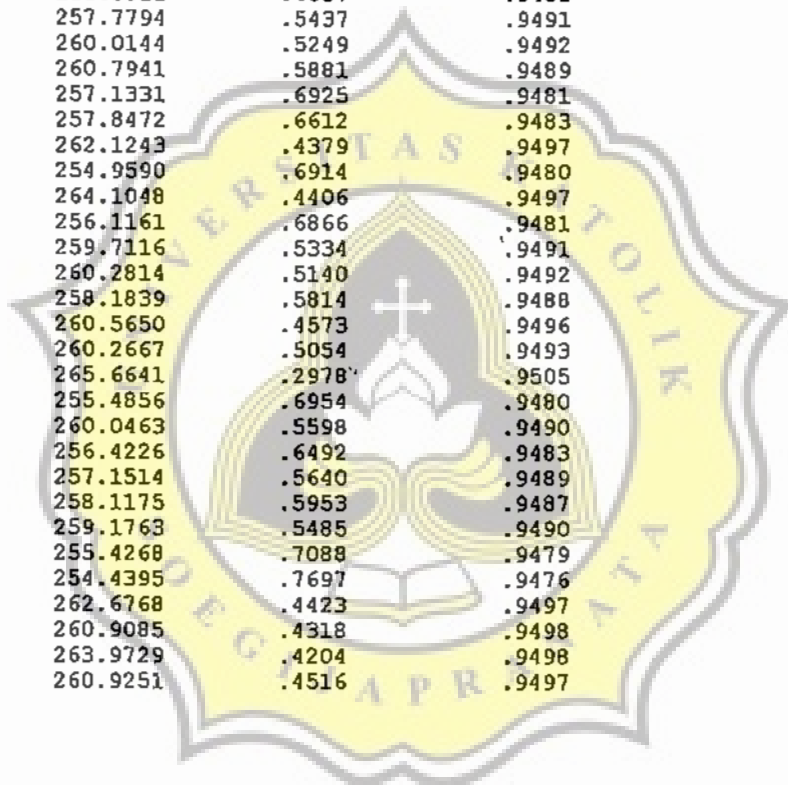 257.7794 .5437 .9491
260.0144 .5249 .9492
260.7941 .5881 .9489
257.1331 .6925 .9481
257.8472 .6612 .9483
262.1243 .4379 .9497
254.9590 .6914 .9480
264.1048 .4406 .9497
256.1161 .6866 .9481
259.7116 .5334 .9491
260.2814 .5140 .9492
258.1839 .5814 .9488
260.5650 .4573 .9496
260.2667 .5054 .9493
265.6641 .2978 .9505
255.4856 .6954 .9480
260.0463 .5598 .9490
256.4226 .6492 .9483
257.1514 .5640 .9489
258.1175 .5953 .9487
259.1763 .5485 .9490
255.4268 .7088 .9479
254.4395 .7697 .9476
262.6768 .4423 .9497
260.9085 .4318 .9498
263.9729 .4204 .9498
260.9251 .4516 .9497
UNIVERSITAS KATOLIK
SOEGIJAPRANATA